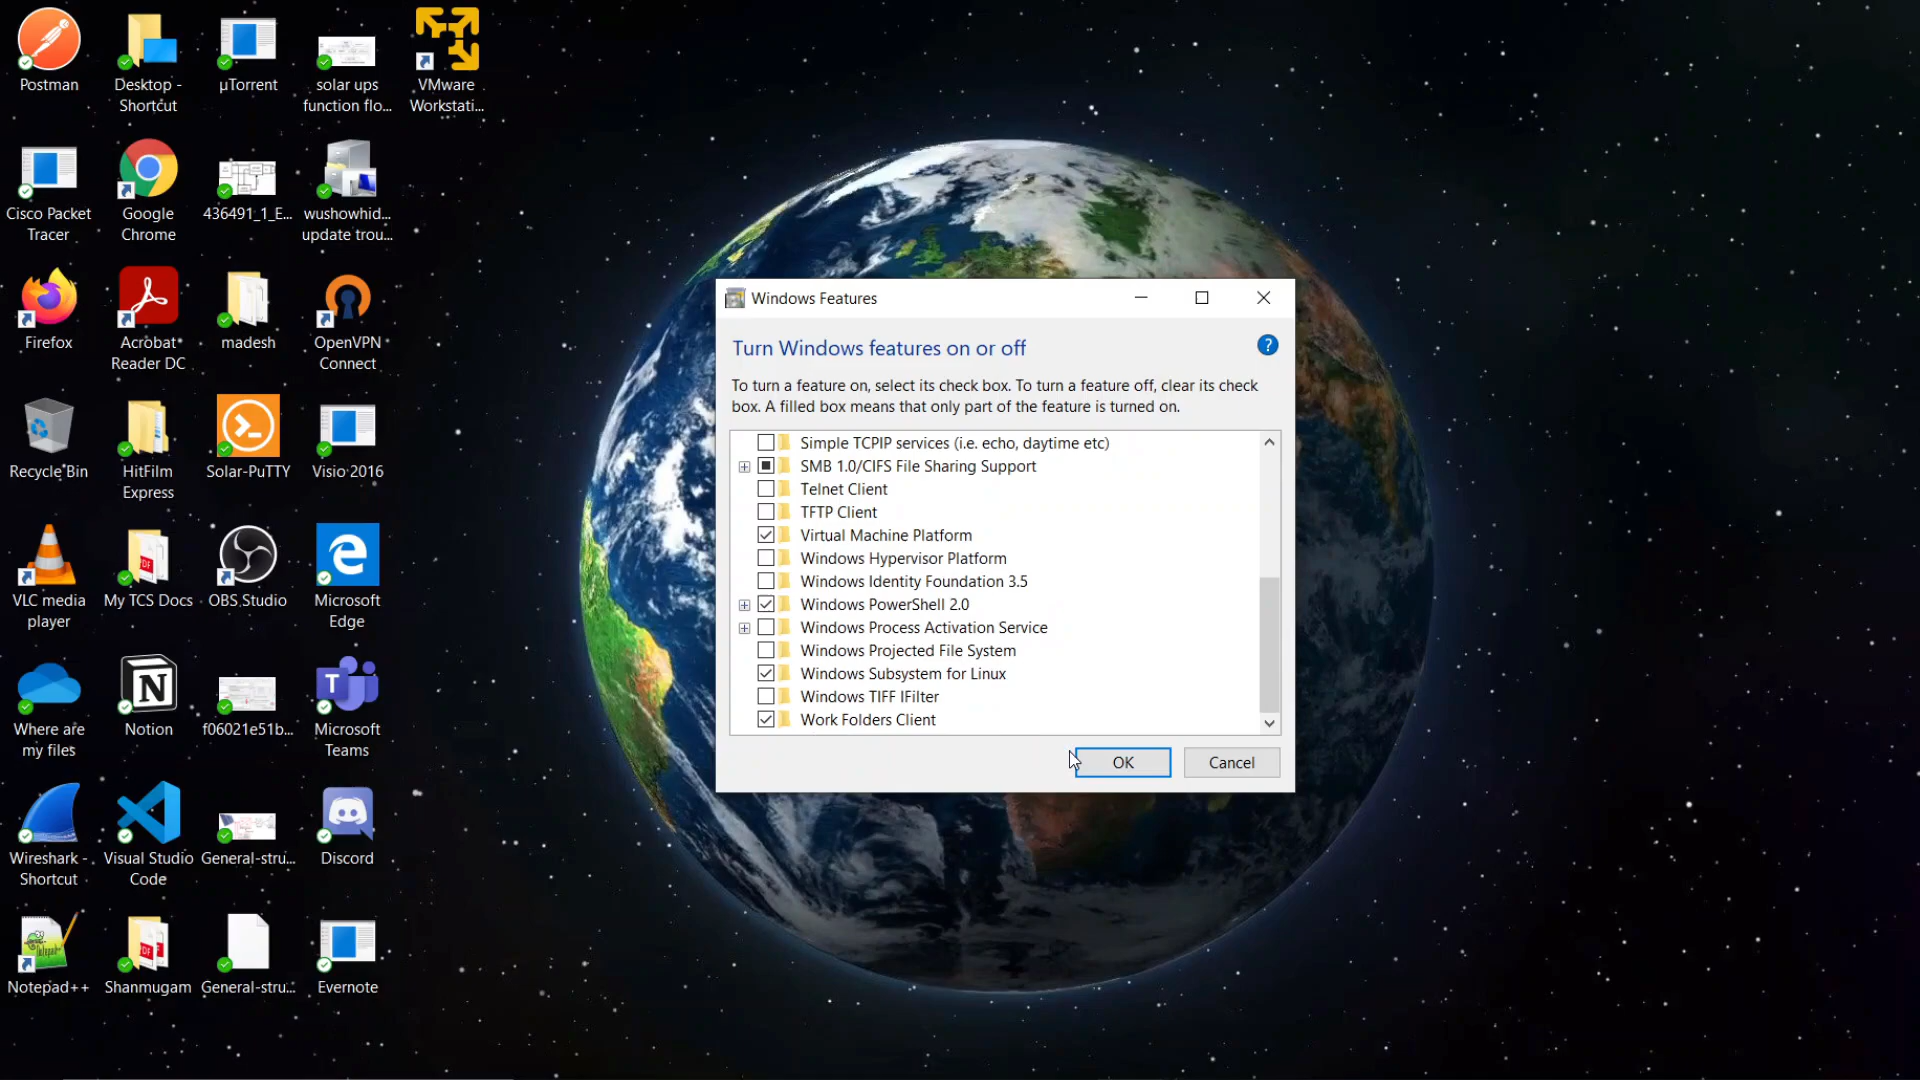 Postman
Desktop -
Shortcut
µTorrent
solar ups
function flo...
VMware
Workstati...
Cisco Packet
Tracer
Google
Chrome
436491_1_E...
wushowhid...
update trou...
Firefox
Acrobat
Reader DC
madesh
OpenVPN
Connect
Recycle Bin
HitFilm
Express
Solar-PuTTY
Visio 2016
VLC media
player
My TCS Docs
OBS Studio
Microsoft
Edge
Where are
my files
Notion
f06021e51b...
Microsoft
Teams
Wireshark -
Shortcut
Visual Studio
Code
General-stru...
Discord
Notepad++
Shanmugam
General-stru...
Evernote
Windows Features
Turn Windows features on or off
To turn a feature on, select its check box. To turn a feature off, clear its check
box. A filled box means that only part of the feature is turned on.
Simple TCPIP services (i.e. echo, daytime etc)
SMB 1.0/CIFS File Sharing Support
Telnet Client
TFTP Client
Virtual Machine Platform
Windows Hypervisor Platform
Windows Identity Foundation 3.5
Windows PowerShell 2.0
Windows Process Activation Service
Windows Projected File System
Windows Subsystem for Linux
Windows TIFF IFilter
Work Folders Client
OK
Cancel